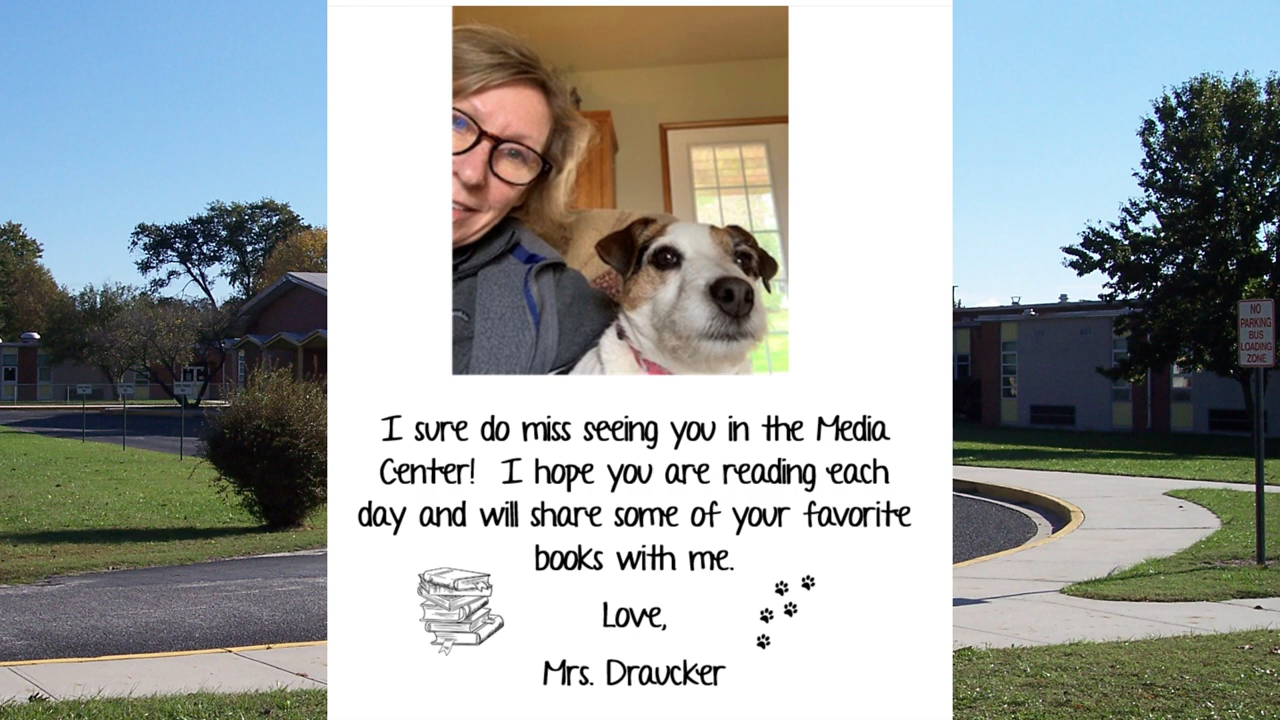 I sure do miss seeing you in the Media
Center! I hope you are reading each
day and will share some of your favorite
books with me.
Love,
Mrs. Draucker
NO
PARKING
BUS
LOADING
ZONE